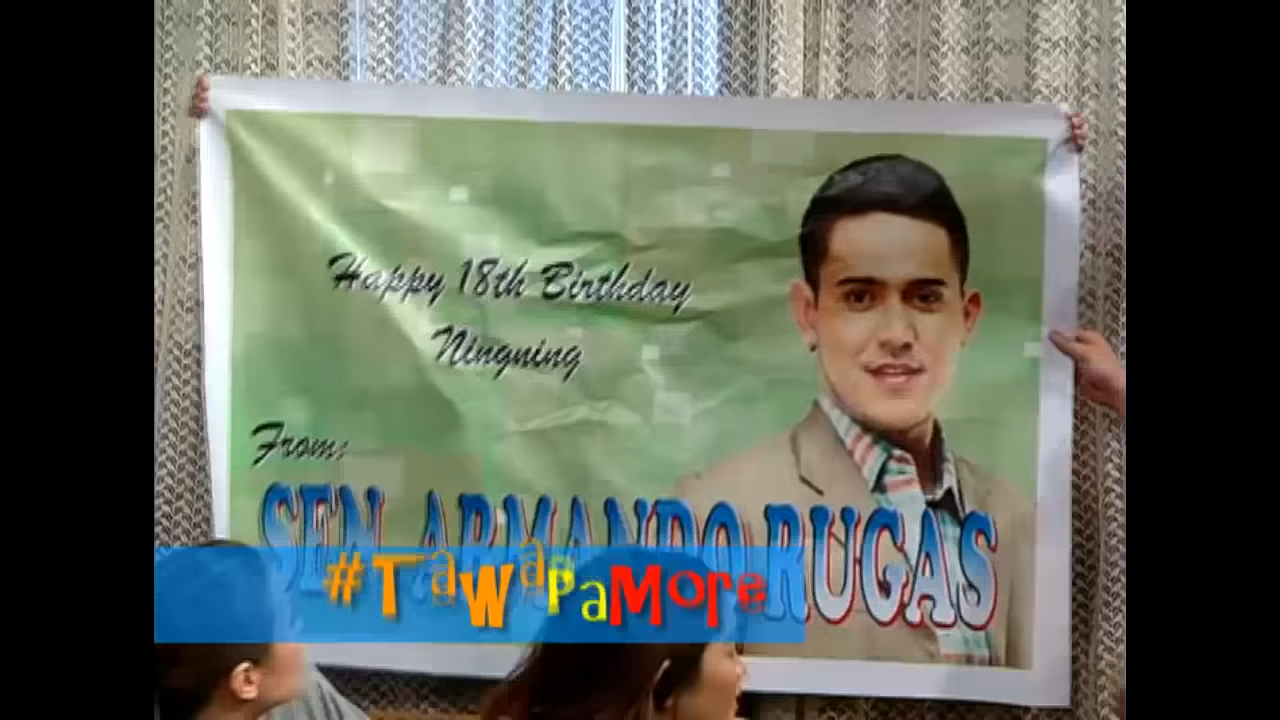 Happy 18th Birthday
Ningning
From:
SEN. ARMANDO RUGAS
#TawaPaMore